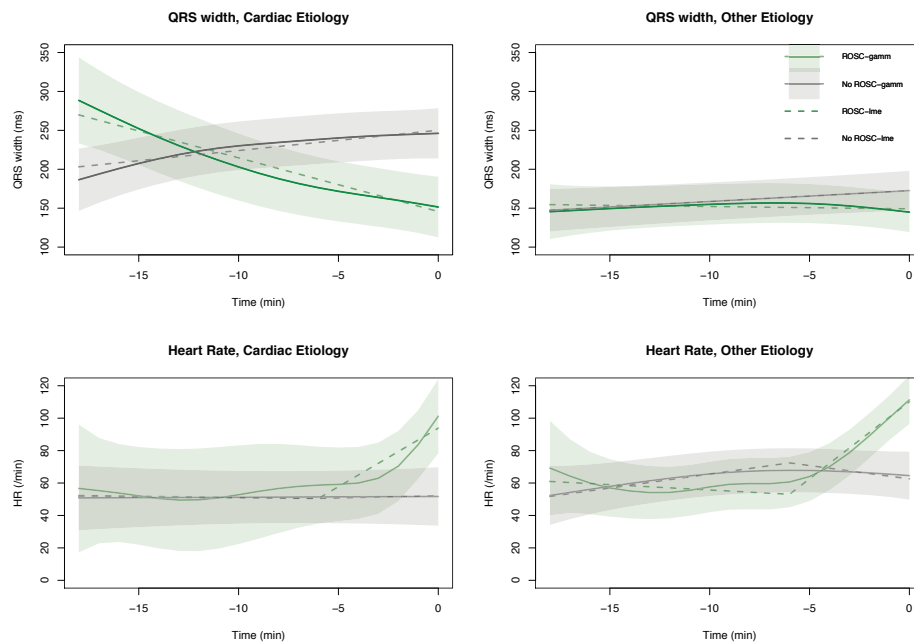 QRS width, Cardiac Etiology
QRS width (ms)
350
300
250
200
150
100
−15
−10
−5
0
Time (min)
QRS width, Other Etiology
QRS width (ms)
350
300
250
200
150
100
ROSC−gamm
No ROSC−gamm
ROSC−lme
No ROSC−lme
−15
−10
−5
0
Time (min)
Heart Rate, Cardiac Etiology
HR (/min)
120
100
80
60
40
20
0
−15
−10
−5
0
Time (min)
Heart Rate, Other Etiology
HR (/min)
120
100
80
60
40
20
0
−15
−10
−5
0
Time (min)